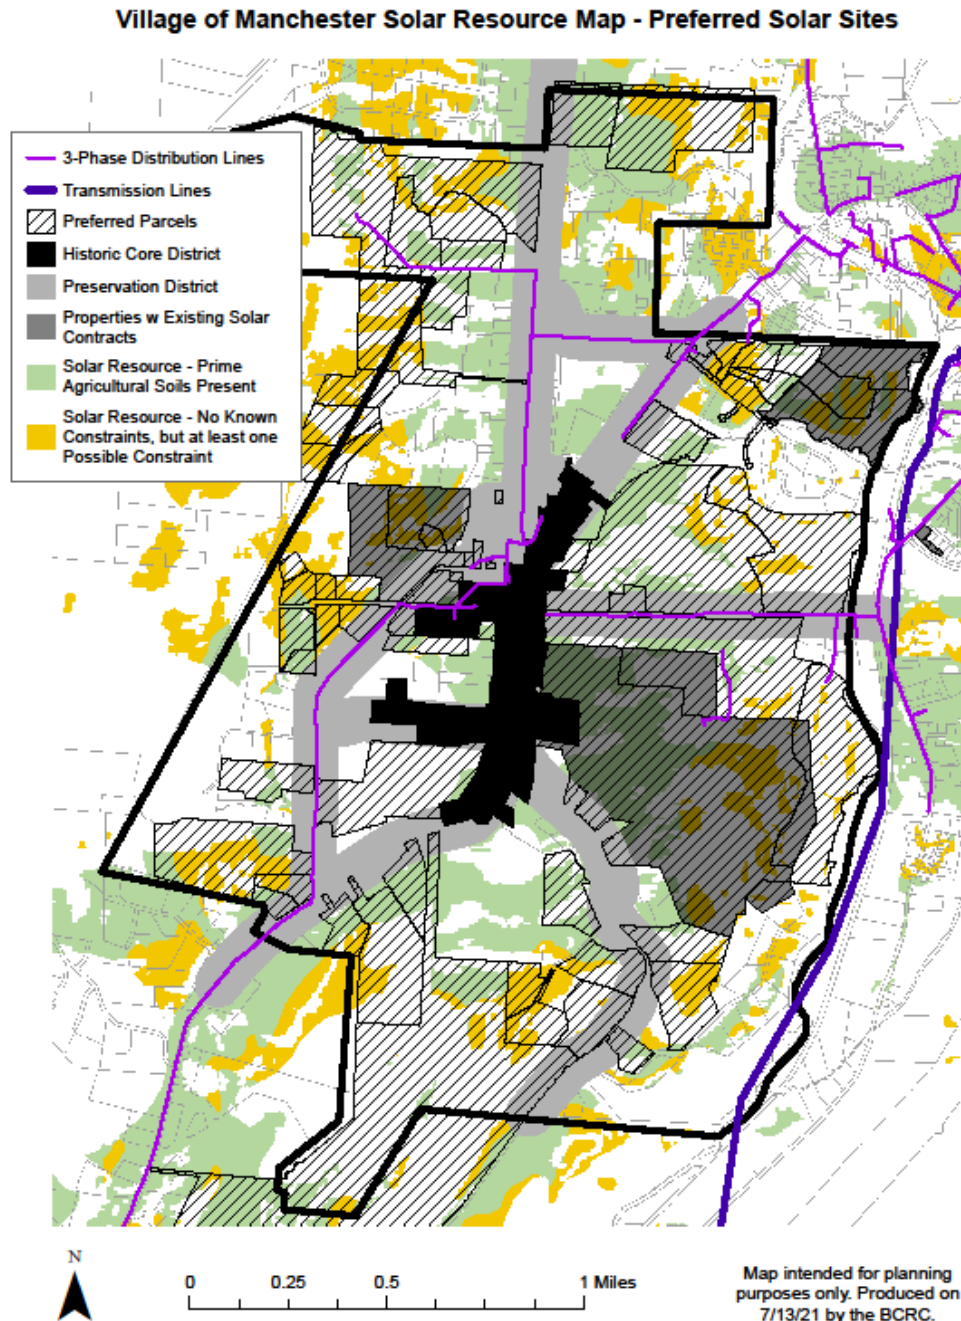 Village of Manchester Solar Resource Map - Preferred Solar Sites
3-Phase Distribution Lines
Transmission Lines
Preferred Parcels
Historic Core District
Preservation District
Properties w Existing Solar
Contracts
Solar Resource - Prime
Agricultural Soils Present
Solar Resource - No Known
Constraints, but at least one
Possible Constraint
N
0 0.25 0.5 1 Miles
Map intended for planning
purposes only. Produced on
7/13/21 by the BCRC.